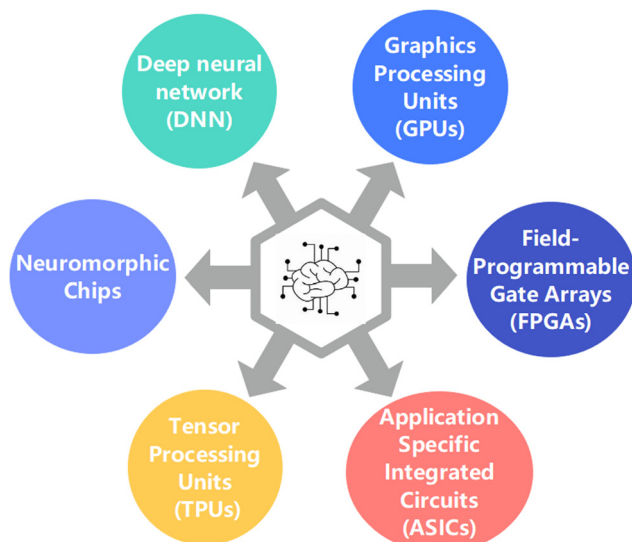 Deep neural
network
(DNN)
Graphics
Processing
Units
(GPUs)
Neuromorphic
Chips
Field-
Programmable
Gate Arrays
(FPGAs)
Tensor
Processing
Units
(TPUs)
Application
Specific
Integrated
Circuits
(ASICs)